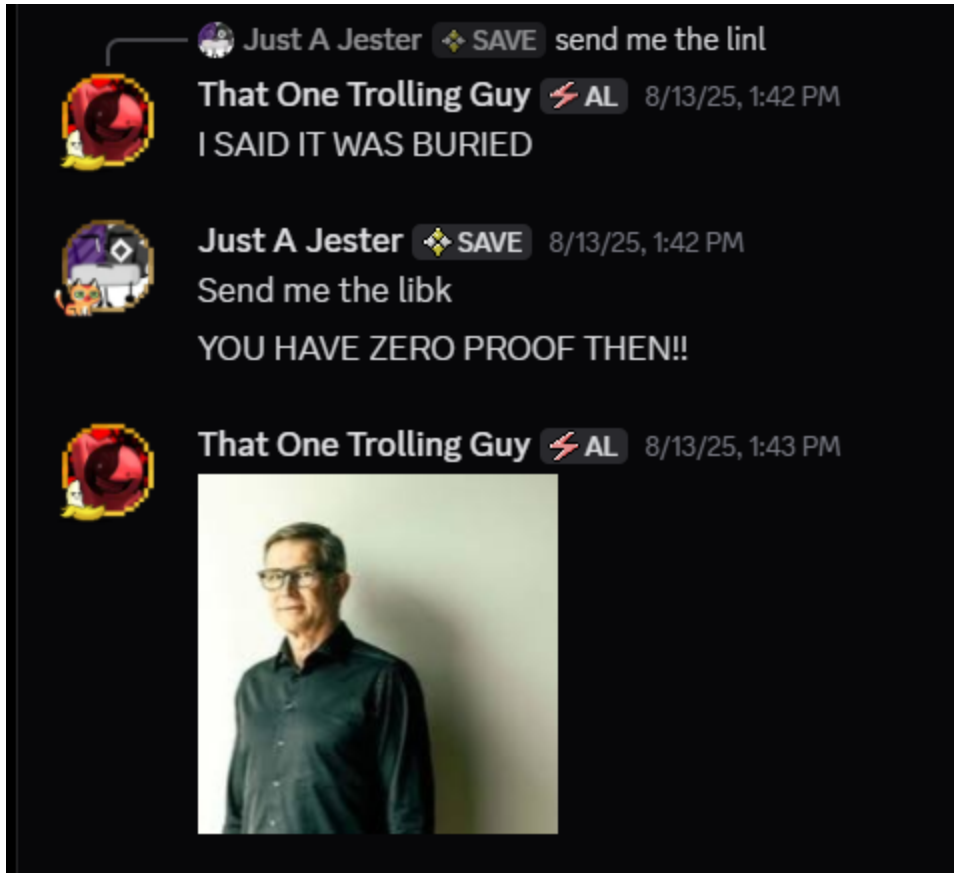 Just A Jester SAVE send me the linl
That One Trolling Guy AL 8/13/25, 1:42 PM
I SAID IT WAS BURIED
Just A Jester SAVE 8/13/25, 1:42 PM
Send me the libk
YOU HAVE ZERO PROOF THEN!!
That One Trolling Guy AL 8/13/25, 1:43 PM